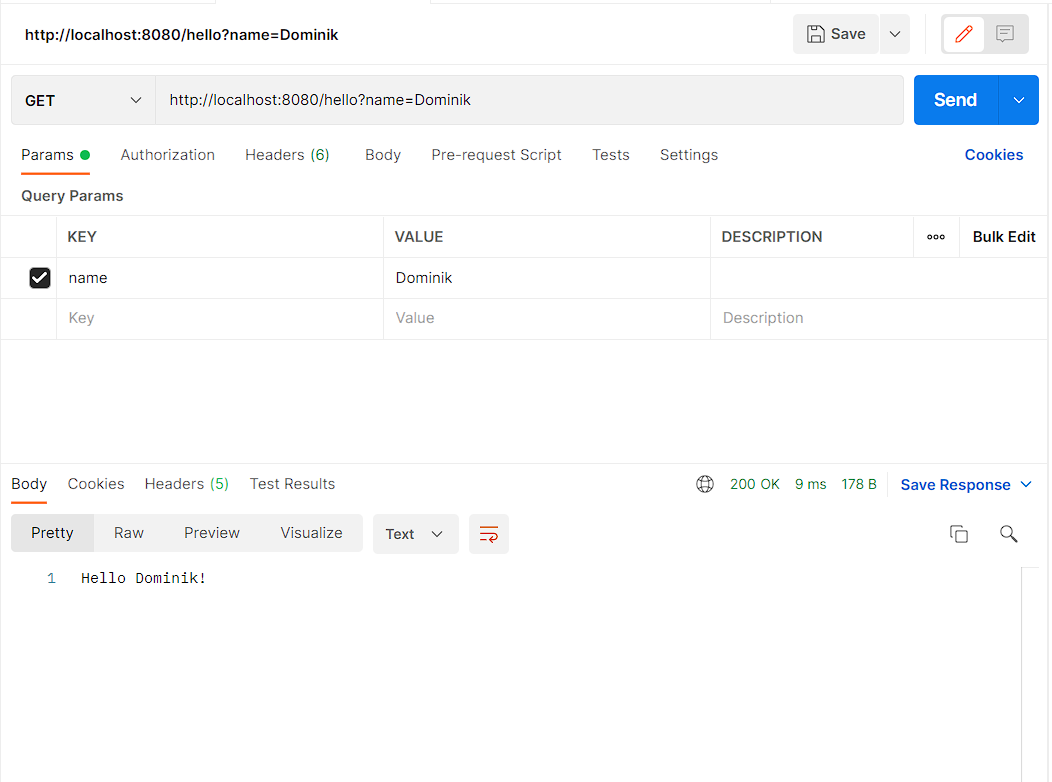 http://localhost:8080/hello?name=Dominik Save
GET http://localhost:8080/hello?name=Dominik Send
Params Authorization Headers (6) Body Pre-request Script Tests Settings Cookies
Query Params
KEY VALUE DESCRIPTION Bulk Edit
name Dominik
Key Value Description
Body Cookies Headers (5) Test Results 200 OK 9 ms 178 B Save Response
Pretty Raw Preview Visualize Text
1 Hello Dominik!